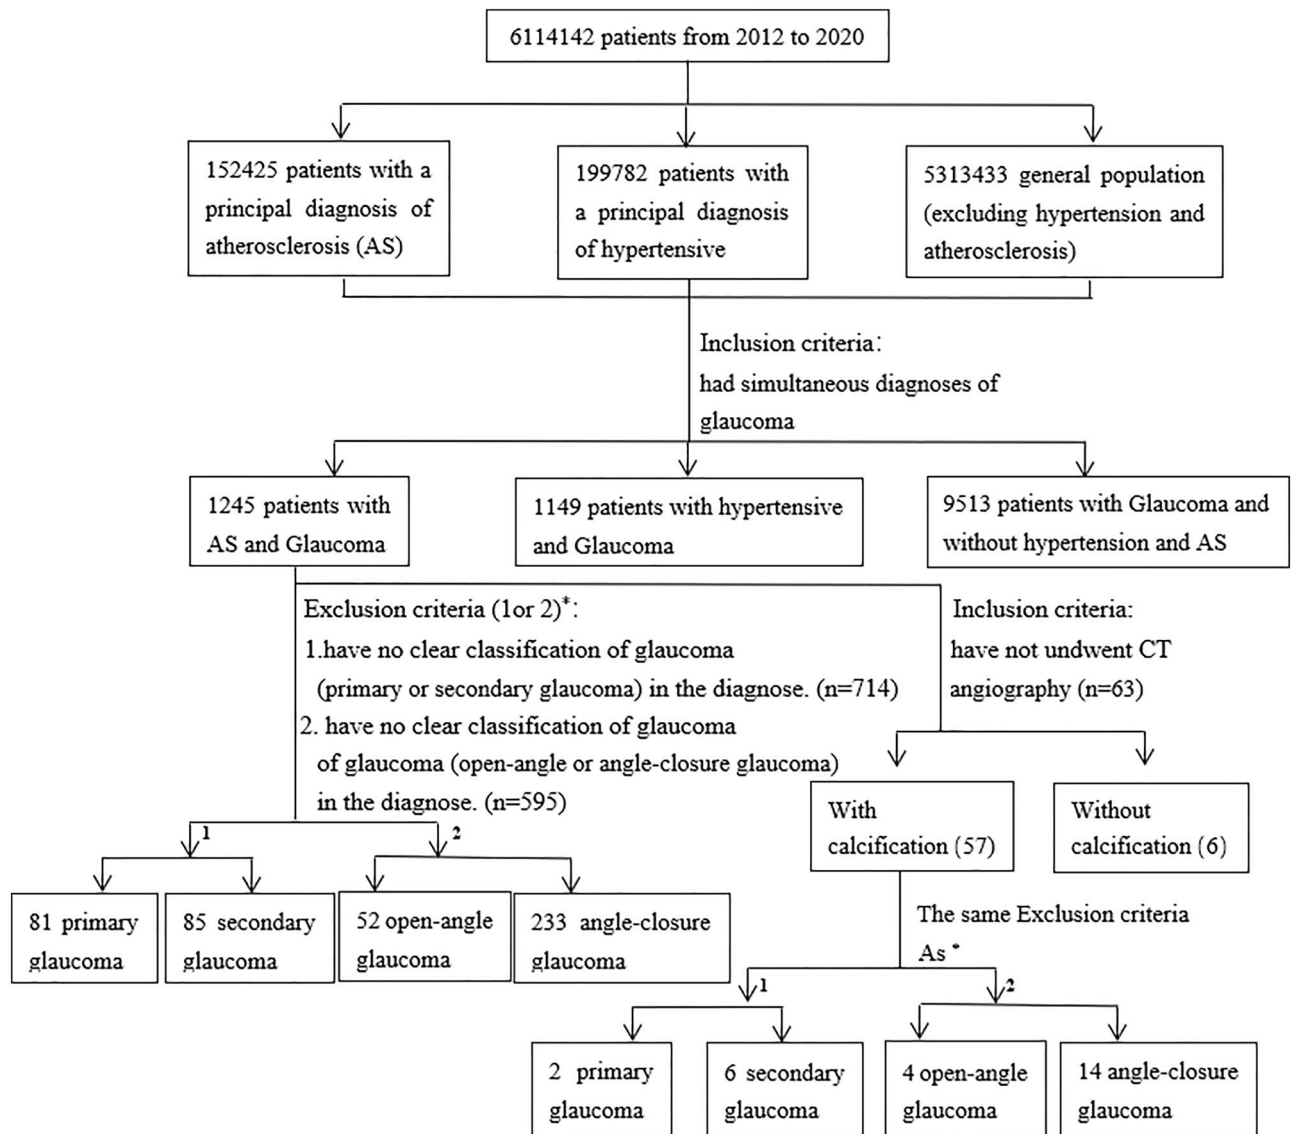 6114142 patients from 2012 to 2020
152425 patients with a
principal diagnosis of
atherosclerosis (AS)
199782 patients with
a principal diagnosis
of hypertensive
5313433 general population
(excluding hypertension and
atherosclerosis)
Inclusion criteria:
had simultaneous diagnoses of
glaucoma
1245 patients with
AS and Glaucoma
1149 patients with hypertensive
and Glaucoma
9513 patients with Glaucoma and
without hypertension and AS
Exclusion criteria (1or 2)*:
1.have no clear classification of glaucoma
(primary or secondary glaucoma) in the diagnose. (n=714)
2. have no clear classification of glaucoma
of glaucoma (open-angle or angle-closure glaucoma)
in the diagnose. (n=595)
Inclusion criteria:
have not undwent CT
angiography (n=63)
With
calcification (57)
Without
calcification (6)
1
2
81 primary
glaucoma
85 secondary
glaucoma
52 open-angle
glaucoma
233 angle-closure
glaucoma
The same Exclusion criteria
As *
1
2
2 primary
glaucoma
6 secondary
glaucoma
4 open-angle
glaucoma
14 angle-closure
glaucoma